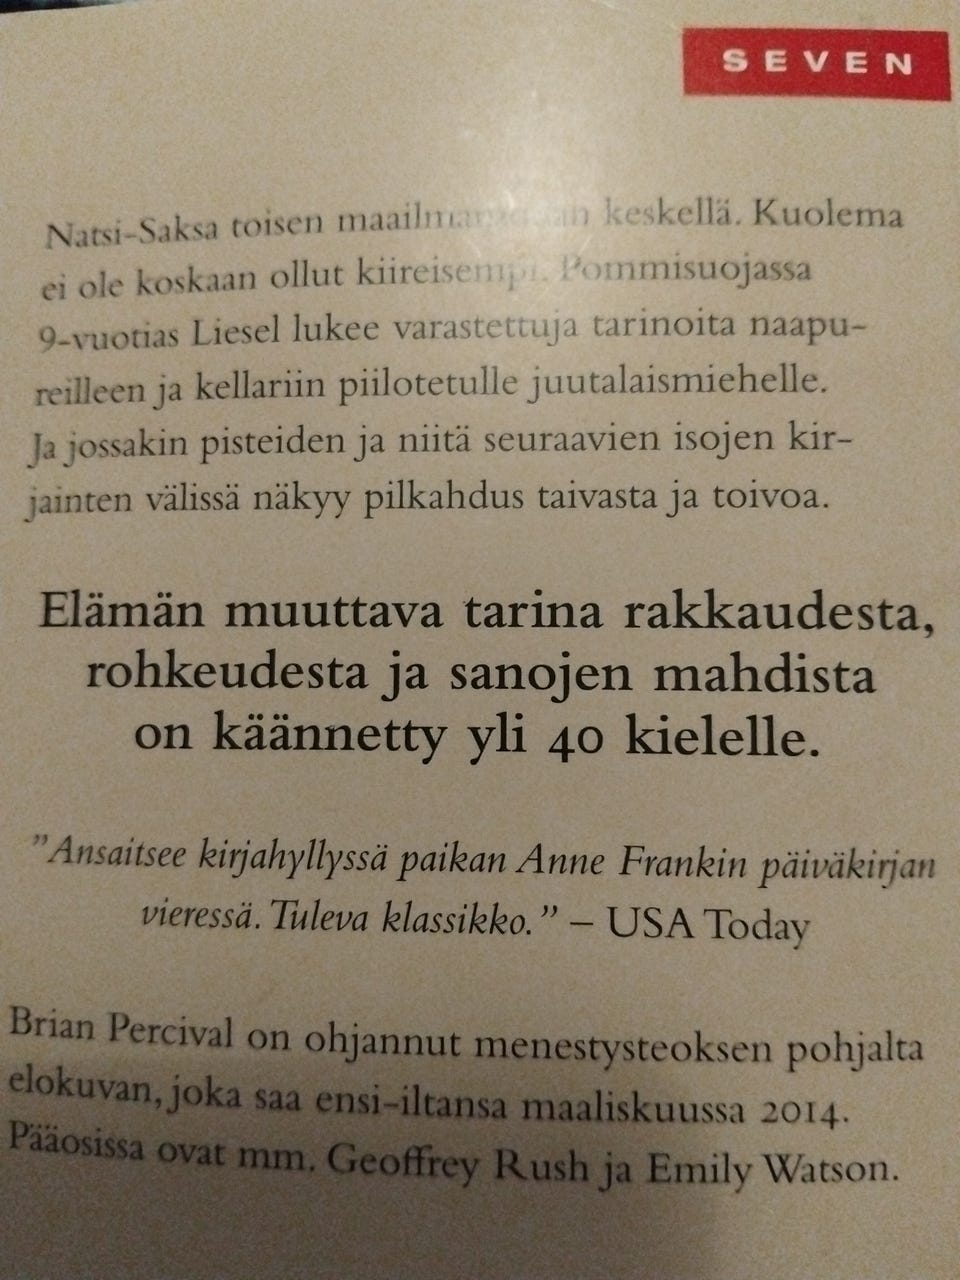 SEVEN
Natsi-Saksa toisen keskellä. Kuolema
ei ole koskaan ollut kiireisempi. Pommisuojassa
9-vuotias Liesel lukee varastettuja tarinoita naapu-
reilleen ja kellariin piilotetulle juutalaismiehelle.
Ja jossakin pisteiden ja niitä seuraavien isojen kir-
jainten välissä näkyy pilkahdus taivasta ja toivoa.
Elämän muuttava tarina rakkaudesta,
rohkeudesta ja sanojen mahdista
on käännetty yli 40 kielelle.
"Ansaitsee kirjahyllyssä paikan Anne Frankin päiväkirjan
vieressä. Tuleva klassikko." – USA Today
Brian Percival on ohjannut menestysteoksen pohjalta
elokuvan, joka saa ensi-iltansa maaliskuussa 2014.
Pääosissa ovat mm. Geoffrey Rush ja Emily Watson.